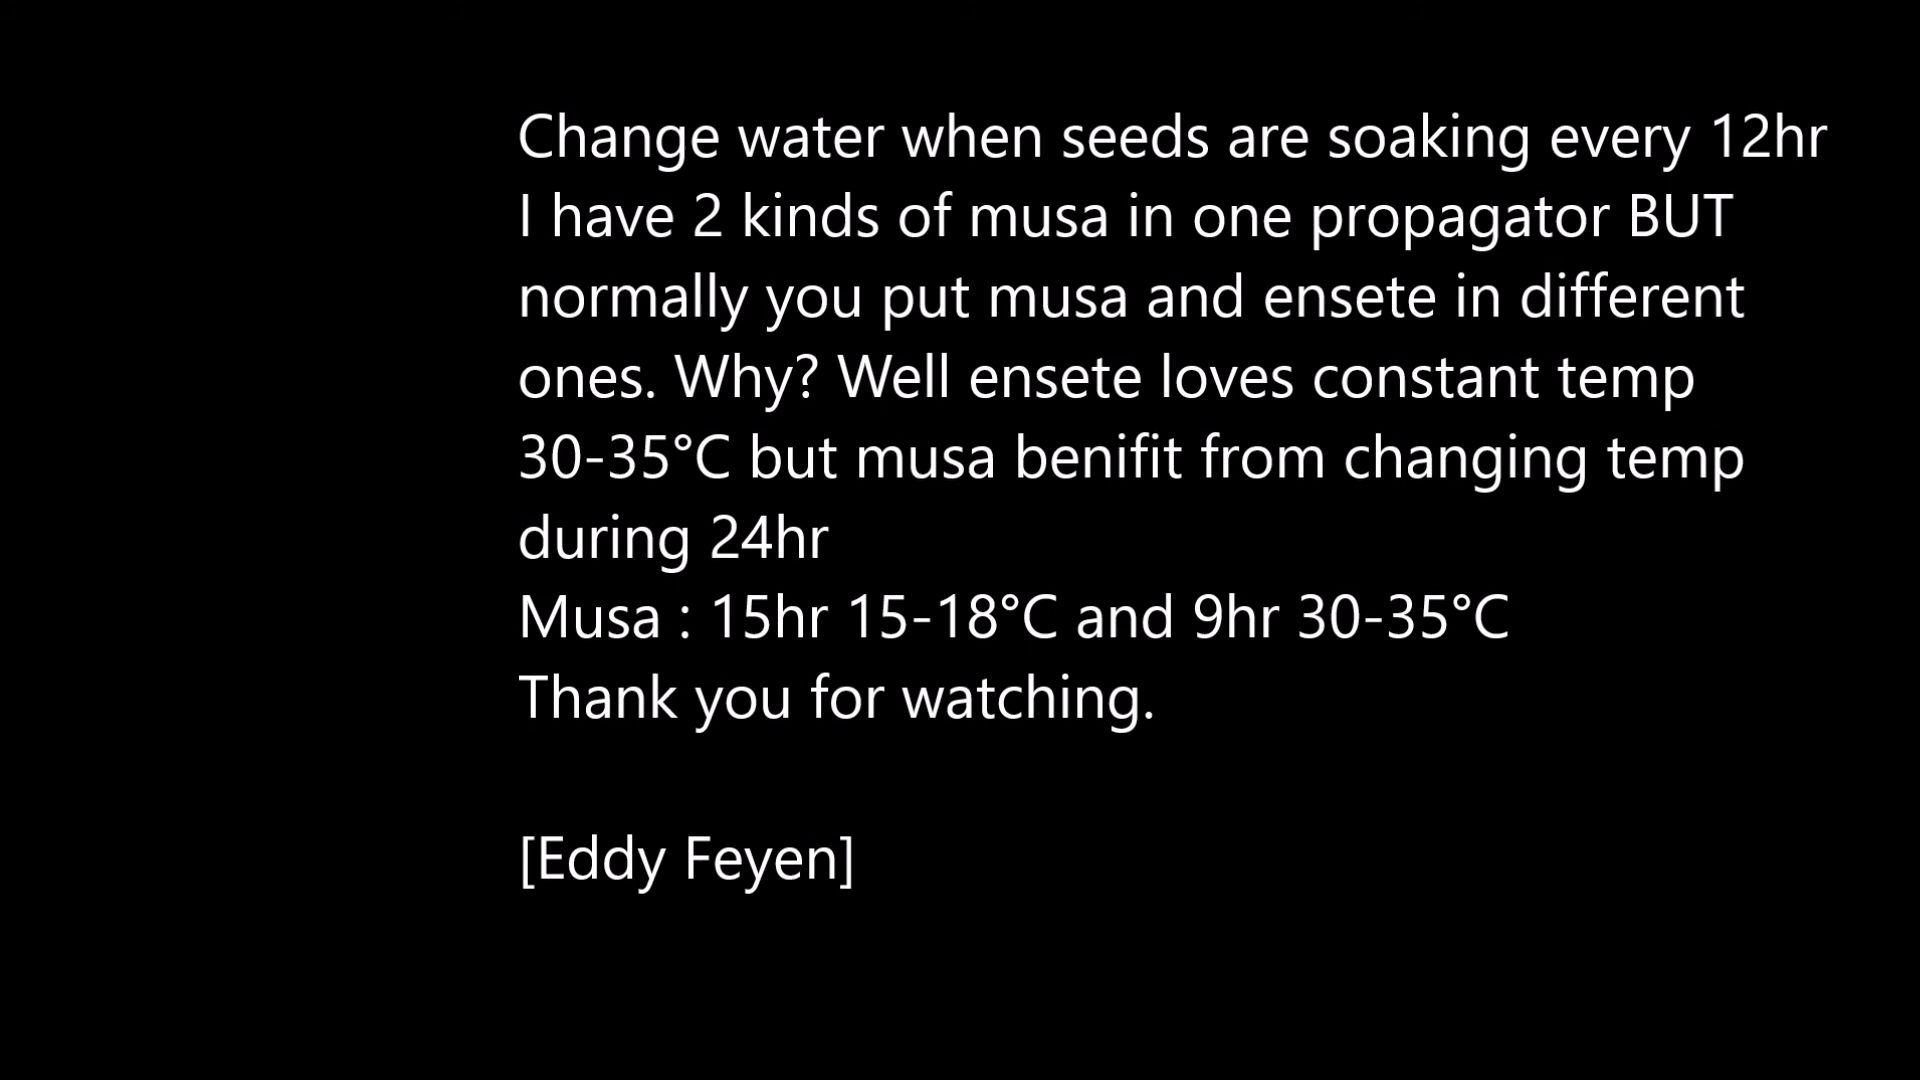 Change water when seeds are soaking every 12hr
I have 2 kinds of musa in one propagator BUT
normally you put musa and ensete in different
ones. Why? Well ensete loves constant temp
30-35°C but musa benifit from changing temp
during 24hr
Musa : 15hr 15-18°C and 9hr 30-35°C
Thank you for watching.
[Eddy Feyen]